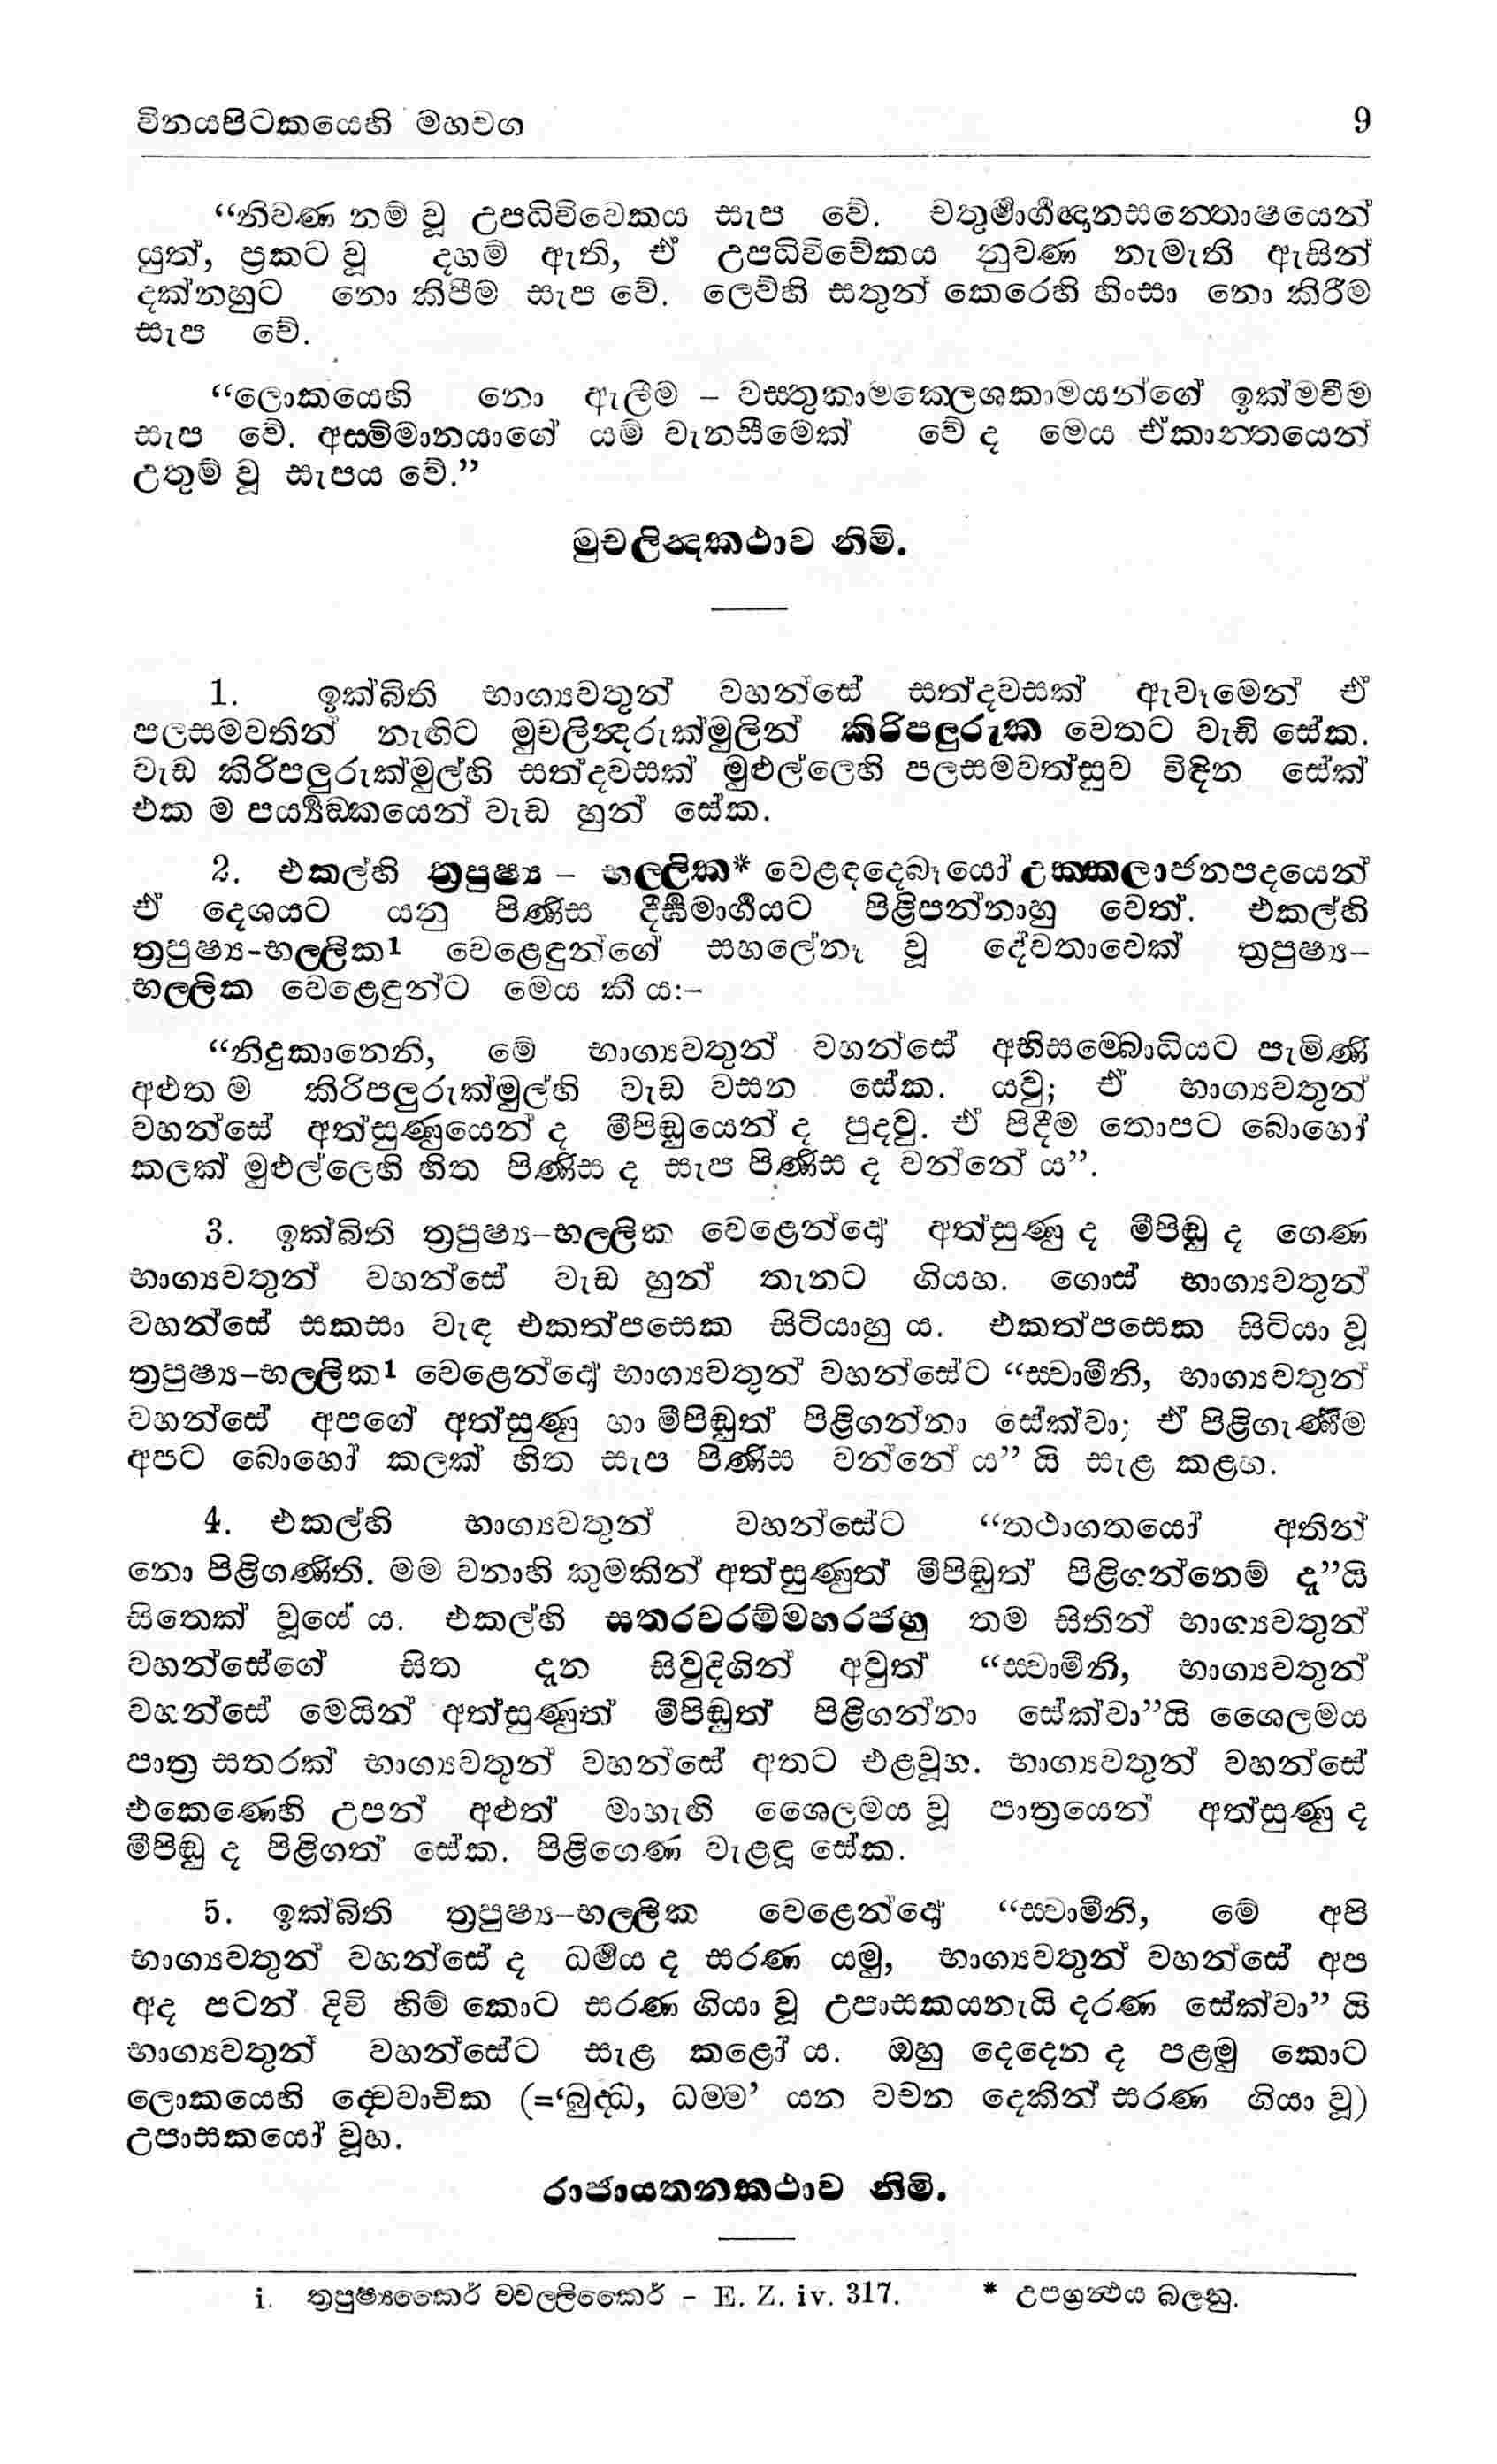 විනයපිටකයෙහි මහවග 9
“නිවණ නම් වූ උපධිවිවෙකය සැප වේ. චතුර්මාර්ගඥානසන්තොෂයෙන්
යුත්, ප්‍රකට වූ දහම් ඇති, ඒ උපධිවිවේකය නුවණ නැමැති ඇසින්
දක්නහුට නො කිපීම සැප වේ. ලෙව්හි සතුන් කෙරෙහි හිංසා නො කිරීම
සැප වේ.
“ලොකයෙහි නො ඇලීම – වස්තුකාමක්ලෙශකාමයන්ගේ ඉක්මවීම
සැප වේ. අස්මිමානයාගේ යම් වැනසීමෙක් වේ ද මෙය ඒකාන්තයෙන්
උතුම් වූ සැපය වේ.”
මුචලින්දකථාව නිමි.
1. ඉක්බිති භාග්‍යවතුන් වහන්සේ සත්දවසක් ඇවෑමෙන් ඒ
පලසමවතින් නැඟිට මුචලින්දරුක්මුලින් කිරිපලුරුක වෙතට වැඩි සේක.
වැඩ කිරිපලුරුක්මුල්හි සත්දවසක් මුළුල්ලෙහි පලසමවත්සුව විඳින සේක්
එක ම පර්‍ය්‍යඞ්කයෙන් වැඩ හුන් සේක.
2. එකල්හි ත්‍රපුෂ්‍ය – භල්ලික* වෙළඳදෙබෑයෝ උක්කලාජනපදයෙන්
ඒ දෙශයට යනු පිණිස දීර්ඝමාර්ගයට පිළිපන්නාහු වෙත්. එකල්හි
ත්‍රපුෂ්‍ය-භල්ලික1 වෙළෙඳුන්ගේ සහලේනෑ වූ දේවතාවෙක් ත්‍රපුෂ්‍ය–
භල්ලික වෙළෙඳුන්ට මෙය කී ය:–
“නිදුකානෙනි, මේ භාග්‍යවතුන් වහන්සේ අභිසම්බොධියට පැමිණි
අළුත ම කිරිපලුරුක්මුල්හි වැඩ වසන සේක. යවු; ඒ භාග්‍යවතුන්
වහන්සේ අත්සුණුයෙන් ද මීපිඬුයෙන් ද පුදවු. ඒ පිදීම තොපට බොහෝ
කලක් මුළුල්ලෙහි හිත පිණිස ද සැප පිණිස ද වන්නේ ය”.
3. ඉක්බිති ත්‍රපුෂ්‍ය–භල්ලික වෙළෙන්දෝ අත්සුණු ද මීපිඬු ද ගෙණ
භාග්‍යවතුන් වහන්සේ වැඩ හුන් තැනට ගියහ. ගොස් භාග්‍යවතුන්
වහන්සේ සකසා වැඳ එකත්පසෙක සිටියාහු ය. එකත්පසෙක සිටියා වූ
ත්‍රපුෂ්‍ය–භල්ලික1 වෙළෙන්දෝ භාග්‍යවතුන් වහන්සේට “ස්වාමීනි, භාග්‍යවතුන්
වහන්සේ අපගේ අත්සුණු හා මීපිඬුත් පිළිගන්නා සේක්වා; ඒ පිළිගැණීම
අපට බොහෝ කලක් හිත සැප පිණිස වන්නේ ය” යි සැළ කළහ.
4. එකල්හි භාග්‍යවතුන් වහන්සේට “තථාගතයෝ අතින්
නො පිළිගණිති. මම වනාහි කුමකින් අත්සුණුත් මීපිඬුත් පිළිගන්නෙම් දැ”යි
සිතෙක් වූයේ ය. එකල්හි සතරවරම්මහරජහු තම සිතින් භාග්‍යවතුන්
වහන්සේගේ සිත දැන සිවුදිගින් අවුත් “ස්වාමීනි, භාග්‍යවතුන්
වහන්සේ මෙයින් අත්සුණුත් මීපිඬුත් පිළිගන්නා සේක්වා”යි ශෛලමය
පාත්‍ර සතරක් භාග්‍යවතුන් වහන්සේ අතට එළවූහ. භාග්‍යවතුන් වහන්සේ
එකෙණෙහි උපන් අළුත් මාහැඟි ශෛලමය වූ පාත්‍රයෙන් අත්සුණු ද
මීපිඬු ද පිළිගත් සේක. පිළිගෙණ වැළඳූ සේක.
5. ඉක්බිති ත්‍රපුෂ්‍ය–භල්ලික වෙළෙන්දෝ “ස්වාමීනි, මේ අපි
භාග්‍යවතුන් වහන්සේ ද ධර්මය ද සරණ යමු, භාග්‍යවතුන් වහන්සේ අප
අද පටන් දිවි හිම් කොට සරණ ගියා වූ උපාසකයනැයි දරණ සේක්වා” යි
භාග්‍යවතුන් වහන්සේට සැළ කළෝ ය. ඔහු දෙදෙන ද පළමු කොට
ලොකයෙහි ද්වෙවාචික (=‘බුද්ධ, ධම්ම’ යන වචන දෙකින් සරණ ගියා වූ)
උපාසකයෝ වූහ.
රාජායතනකථාව නිමි.
i. ත්‍රපුෂ්‍යකෛර් වව්ලලිකෛර් – E. Z. iv. 317. * උපග්‍රන්ථය බලනු.